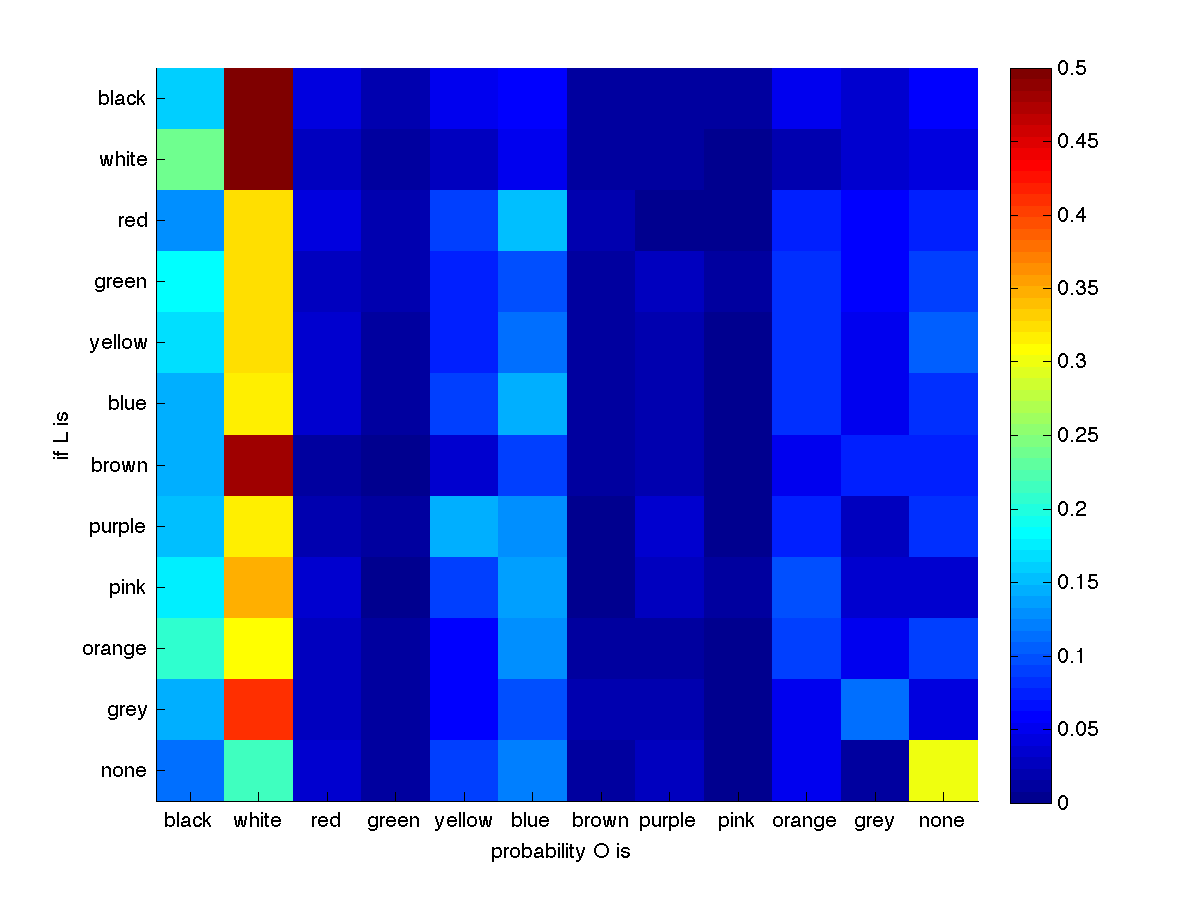 black
white
red
green
yellow
blue
brown
purple
pink
orange
grey
none
if L is
black white red green yellow blue brown purple pink orange grey none
probability O is
0.5
0.45
0.4
0.35
0.3
0.25
0.2
0.15
0.1
0.05
0